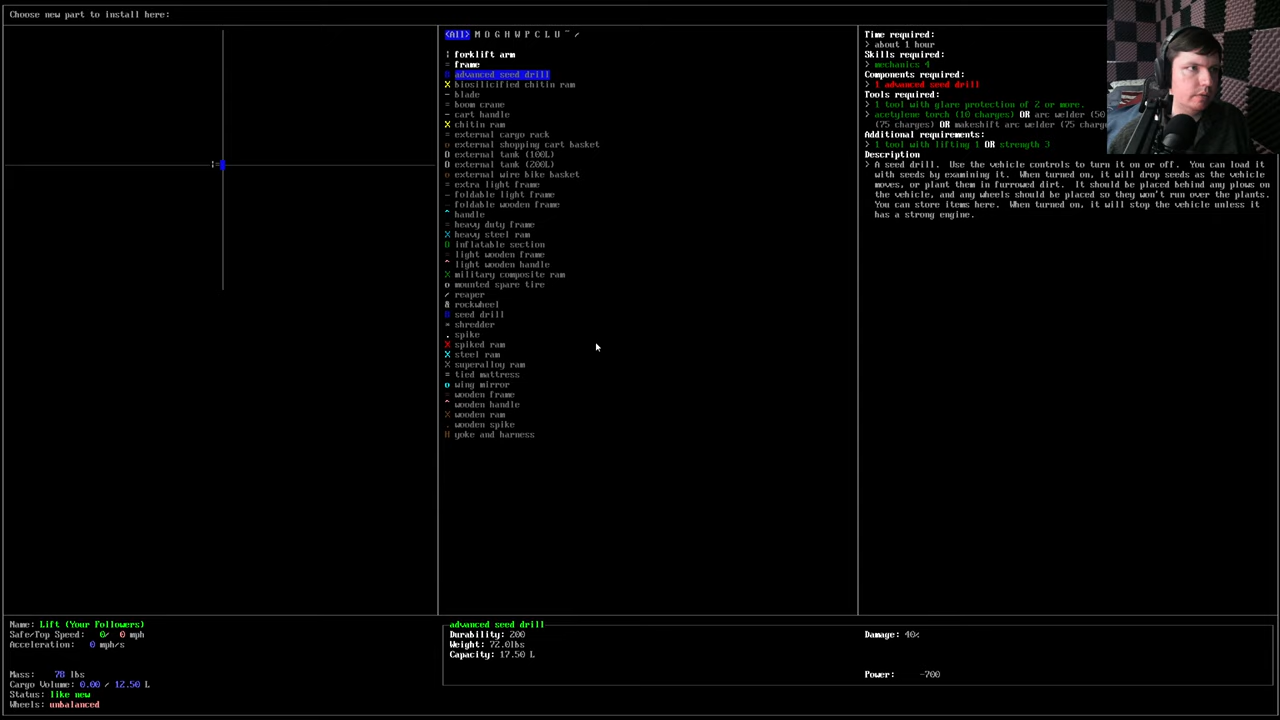 Choose new part to install here:
<All> M O G H W P C L U ~ /
forklift arm
frame
advanced seed drill
biosilicified chitin ram
blade
boom crane
cart handle
chitin ram
external cargo rack
external shopping cart basket
external tank (100L)
external tank (200L)
external wire bike basket
extra light frame
foldable light frame
foldable wooden frame
handle
heavy duty frame
heavy steel ram
inflatable section
light wooden frame
light wooden handle
military composite ram
mounted spare tire
reaper
rockwheel
seed drill
shredder
spike
spiked ram
steel ram
superalloy ram
tied mattress
wing mirror
wooden frame
wooden handle
wooden ram
wooden spike
yoke and harness
Time required:
> about 1 hour
Skills required:
> mechanics 4
Components required:
> 1 advanced seed drill
Tools required:
> 1 tool with glare protection of 2 or more.
> acetylene torch (10 charges) OR arc welder (50
(75 charges) OR makeshift arc welder (75 charge
Additional requirements:
> 1 tool with lifting 1 OR strength 3
Description
> A seed drill.  Use the vehicle controls to turn it on or off.  You can load it
with seeds by examining it.  When turned on, it will drop seeds as the vehicle
moves, or plant them in furrowed dirt.  It should be placed behind any plows on
the vehicle, and any wheels should be placed so they won't run over the plants.
You can store items here.  When turned on, it will stop the vehicle unless it
has a strong engine.
Name: Lift (Your Followers)
Safe/Top Speed:  0/  0 mph
Acceleration:  0 mph/s
Mass:    78 lbs
Cargo Volume: 0.00 / 12.50 L
Status: like new
Wheels: unbalanced
advanced seed drill
Durability: 200
Weight: 72.0lbs
Capacity: 17.50 L
Damage: 40%
Power:  -700